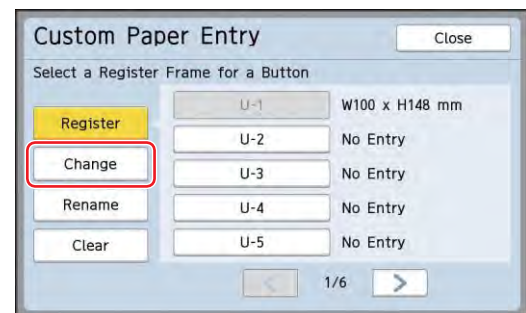 Custom Paper Entry
Close
Select a Register Frame for a Button
Register
Change
Rename
Clear
U-1 W100 x H148 mm
U-2 No Entry
U-3 No Entry
U-4 No Entry
U-5 No Entry
< 1/6 >